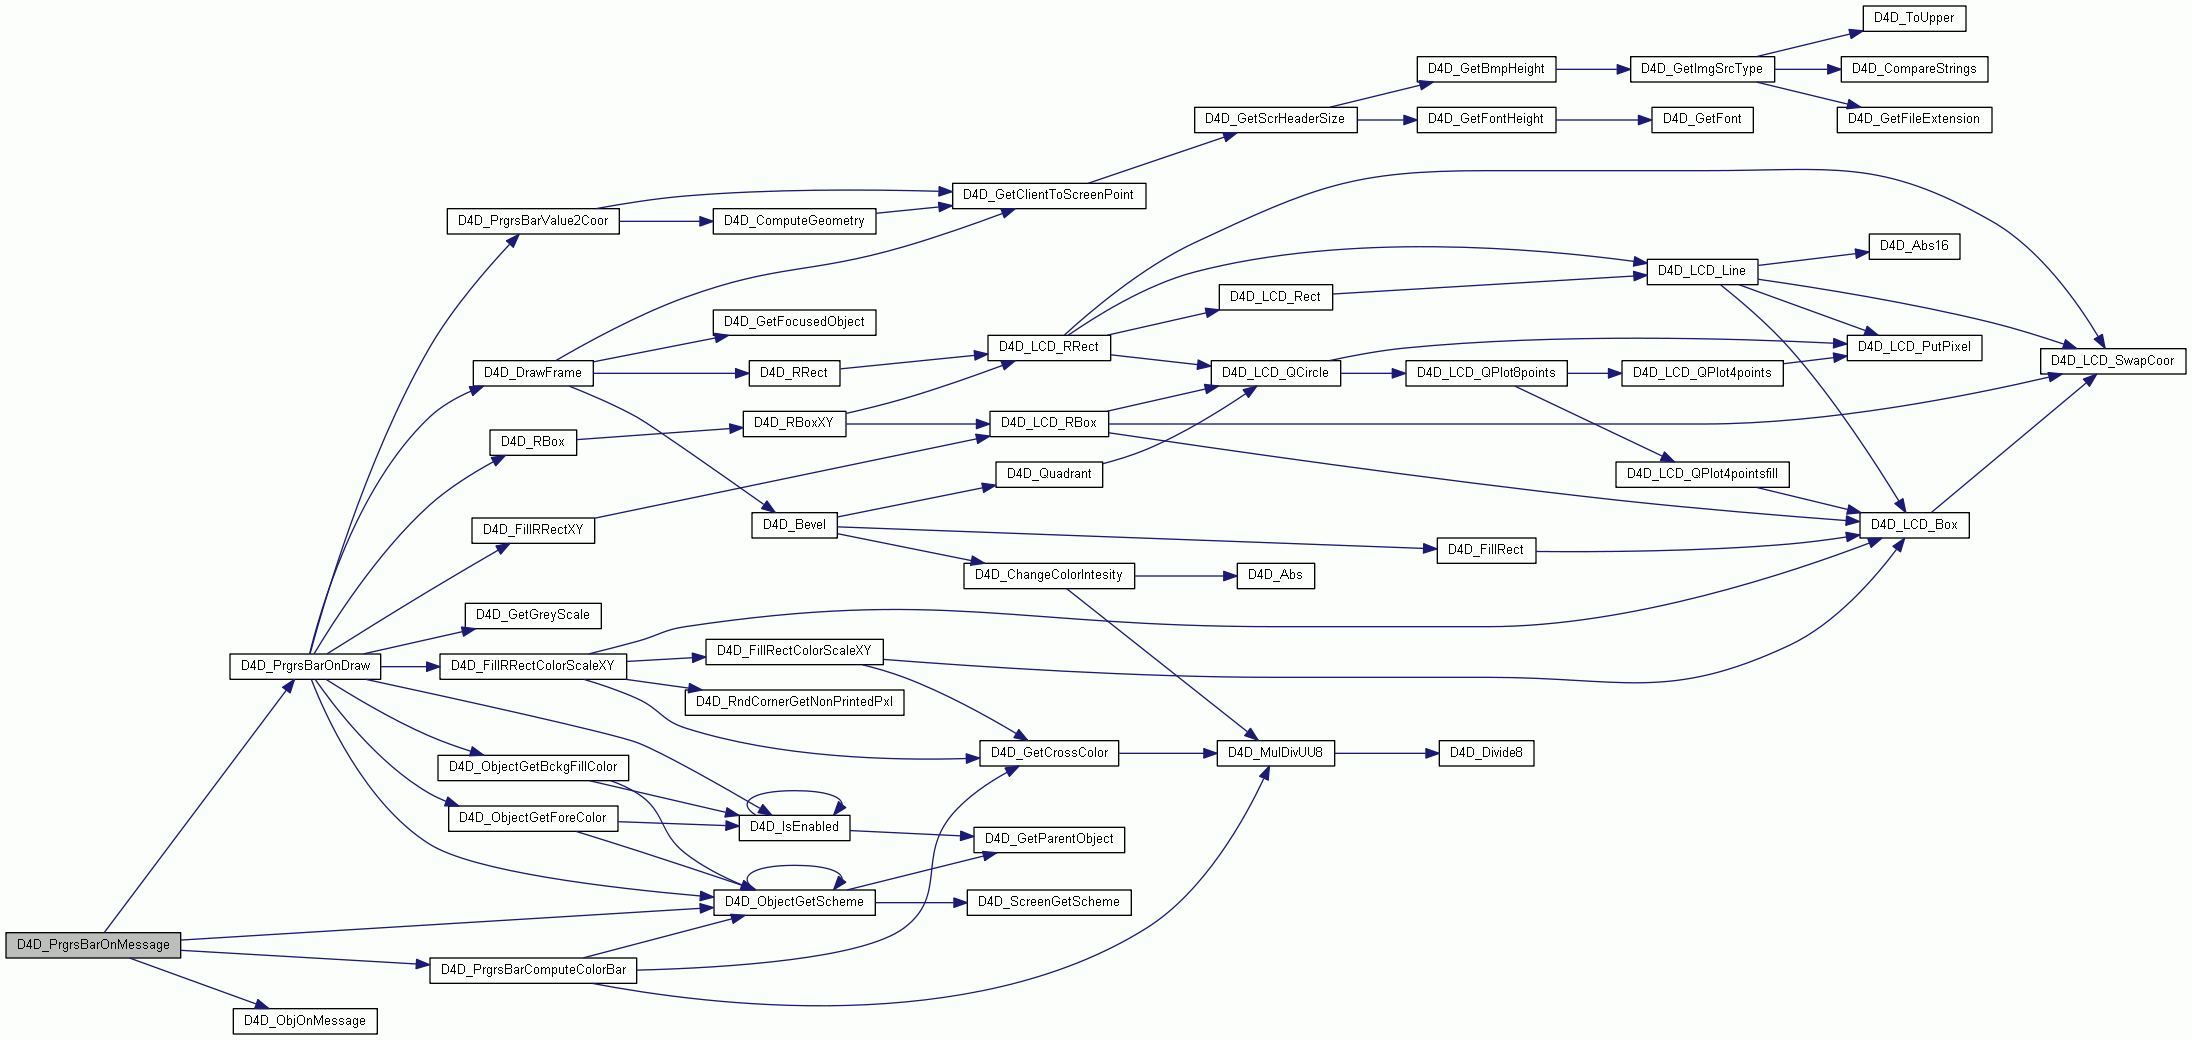 D4D_ToUpper
D4D_GetBmpHeight
D4D_GetImgSrcType
D4D_CompareStrings
D4D_GetScrHeaderSize
D4D_GetFontHeight
D4D_GetFont
D4D_GetFileExtension
D4D_GetClientToScreenPoint
D4D_PrgrsBarValue2Coor
D4D_ComputeGeometry
D4D_Abs16
D4D_LCD_Line
D4D_LCD_Rect
D4D_GetFocusedObject
D4D_LCD_RRect
D4D_LCD_PutPixel
D4D_LCD_SwapCoor
D4D_DrawFrame
D4D_RRect
D4D_LCD_QCircle
D4D_LCD_QPlot8points
D4D_LCD_QPlot4points
D4D_RBox
D4D_RBoxXY
D4D_LCD_RBox
D4D_Quadrant
D4D_LCD_QPlot4pointsfill
D4D_FillRRectXY
D4D_Bevel
D4D_LCD_Box
D4D_FillRect
D4D_ChangeColorIntesity
D4D_Abs
D4D_GetGreyScale
D4D_PrgrsBarOnDraw
D4D_FillRRectColorScaleXY
D4D_FillRectColorScaleXY
D4D_RndCornerGetNonPrintedPxl
D4D_GetCrossColor
D4D_MulDivUU8
D4D_Divide8
D4D_ObjectGetBckgFillColor
D4D_ObjectGetForeColor
D4D_IsEnabled
D4D_GetParentObject
D4D_ObjectGetScheme
D4D_ScreenGetScheme
D4D_PrgrsBarOnMessage
D4D_PrgrsBarComputeColorBar
D4D_ObjOnMessage